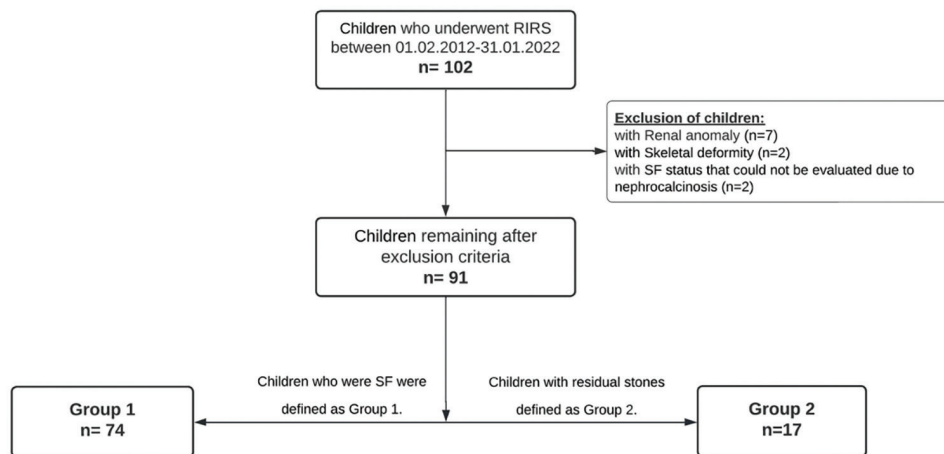 Children who underwent RIRS
between 01.02.2012-31.01.2022
n= 102
Exclusion of children:
with Renal anomaly (n=7)
with Skeletal deformity (n=2)
with SF status that could not be evaluated due to
nephrocalcinosis (n=2)
Children remaining after
exclusion criteria
n= 91
Children who were SF were
defined as Group 1.
Children with residual stones
defined as Group 2.
Group 1
n= 74
Group 2
n=17